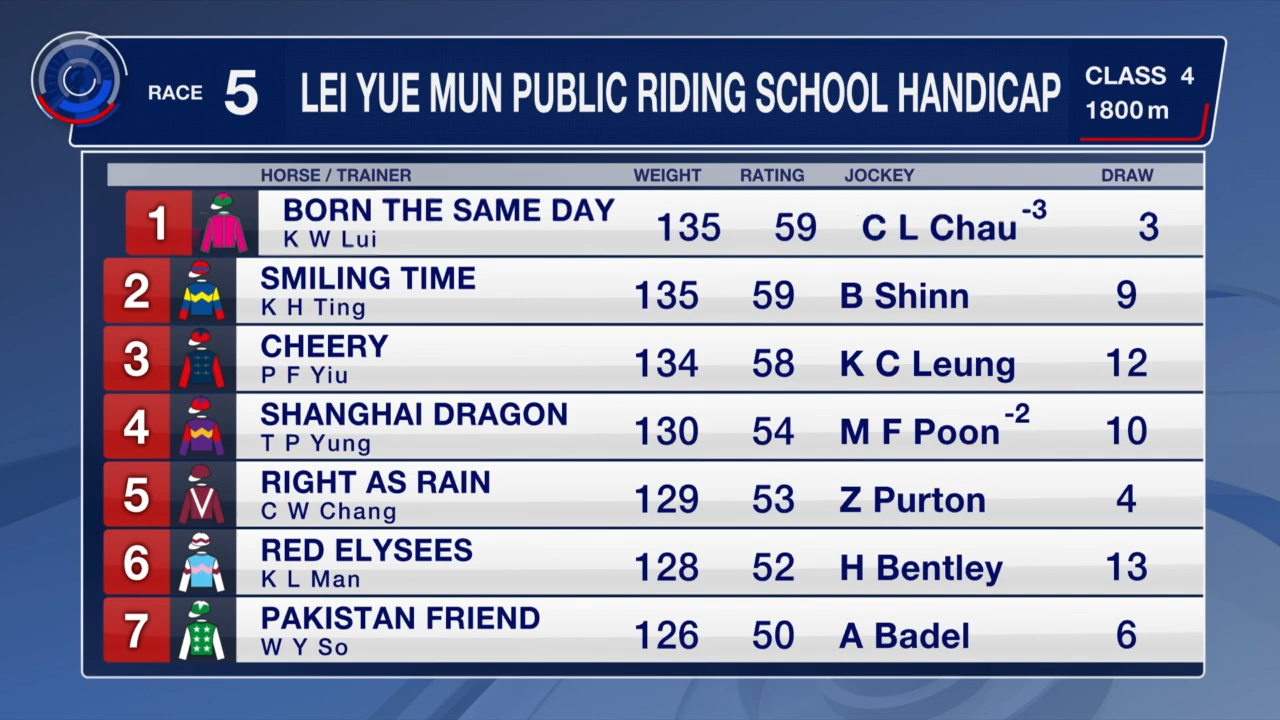 RACE 5 LEI YUE MUN PUBLIC RIDING SCHOOL HANDICAP CLASS 4
1800m
HORSE / TRAINER WEIGHT RATING JOCKEY DRAW
1 BORN THE SAME DAY 135 59 C L Chau -3 3
K W Lui
2 SMILING TIME 135 59 B Shinn 9
K H Ting
3 CHEERY 134 58 K C Leung 12
P F Yiu
4 SHANGHAI DRAGON 130 54 M F Poon -2 10
T P Yung
5 RIGHT AS RAIN 129 53 Z Purton 4
C W Chang
6 RED ELYSEES 128 52 H Bentley 13
K L Man
7 PAKISTAN FRIEND 126 50 A Badel 6
W Y So